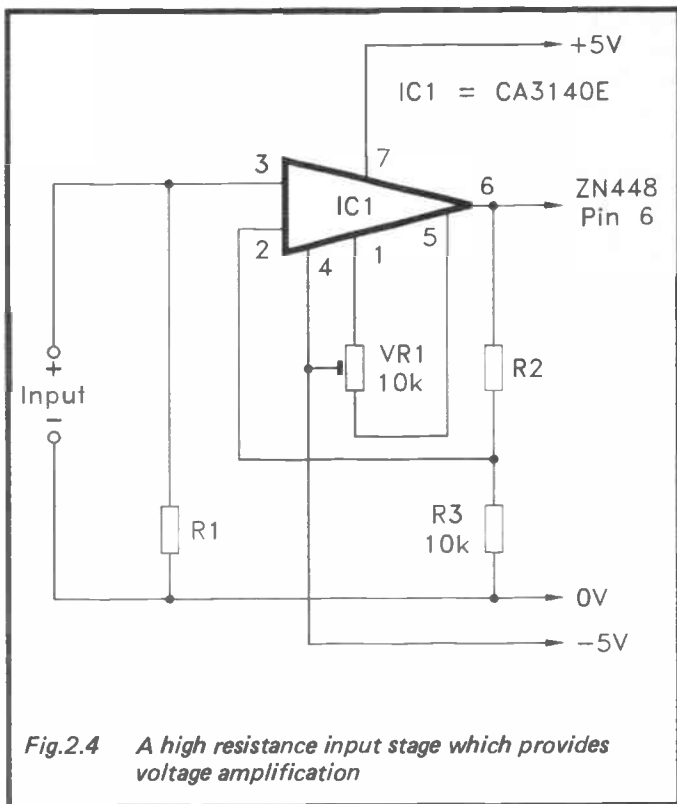 +5V
IC1 = CA3140E
3
7
6
ZN448
Pin 6
IC1
2
4
1
5
+
Input
-
VR1
10k
R2
R1
R3
10k
0V
-5V
Fig.2.4 A high resistance input stage which provides
voltage amplification